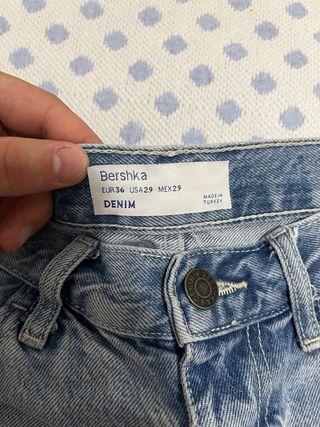 Bershka
EUR36 USA29 MEX29
DENIM
MADE IN
TURKEY